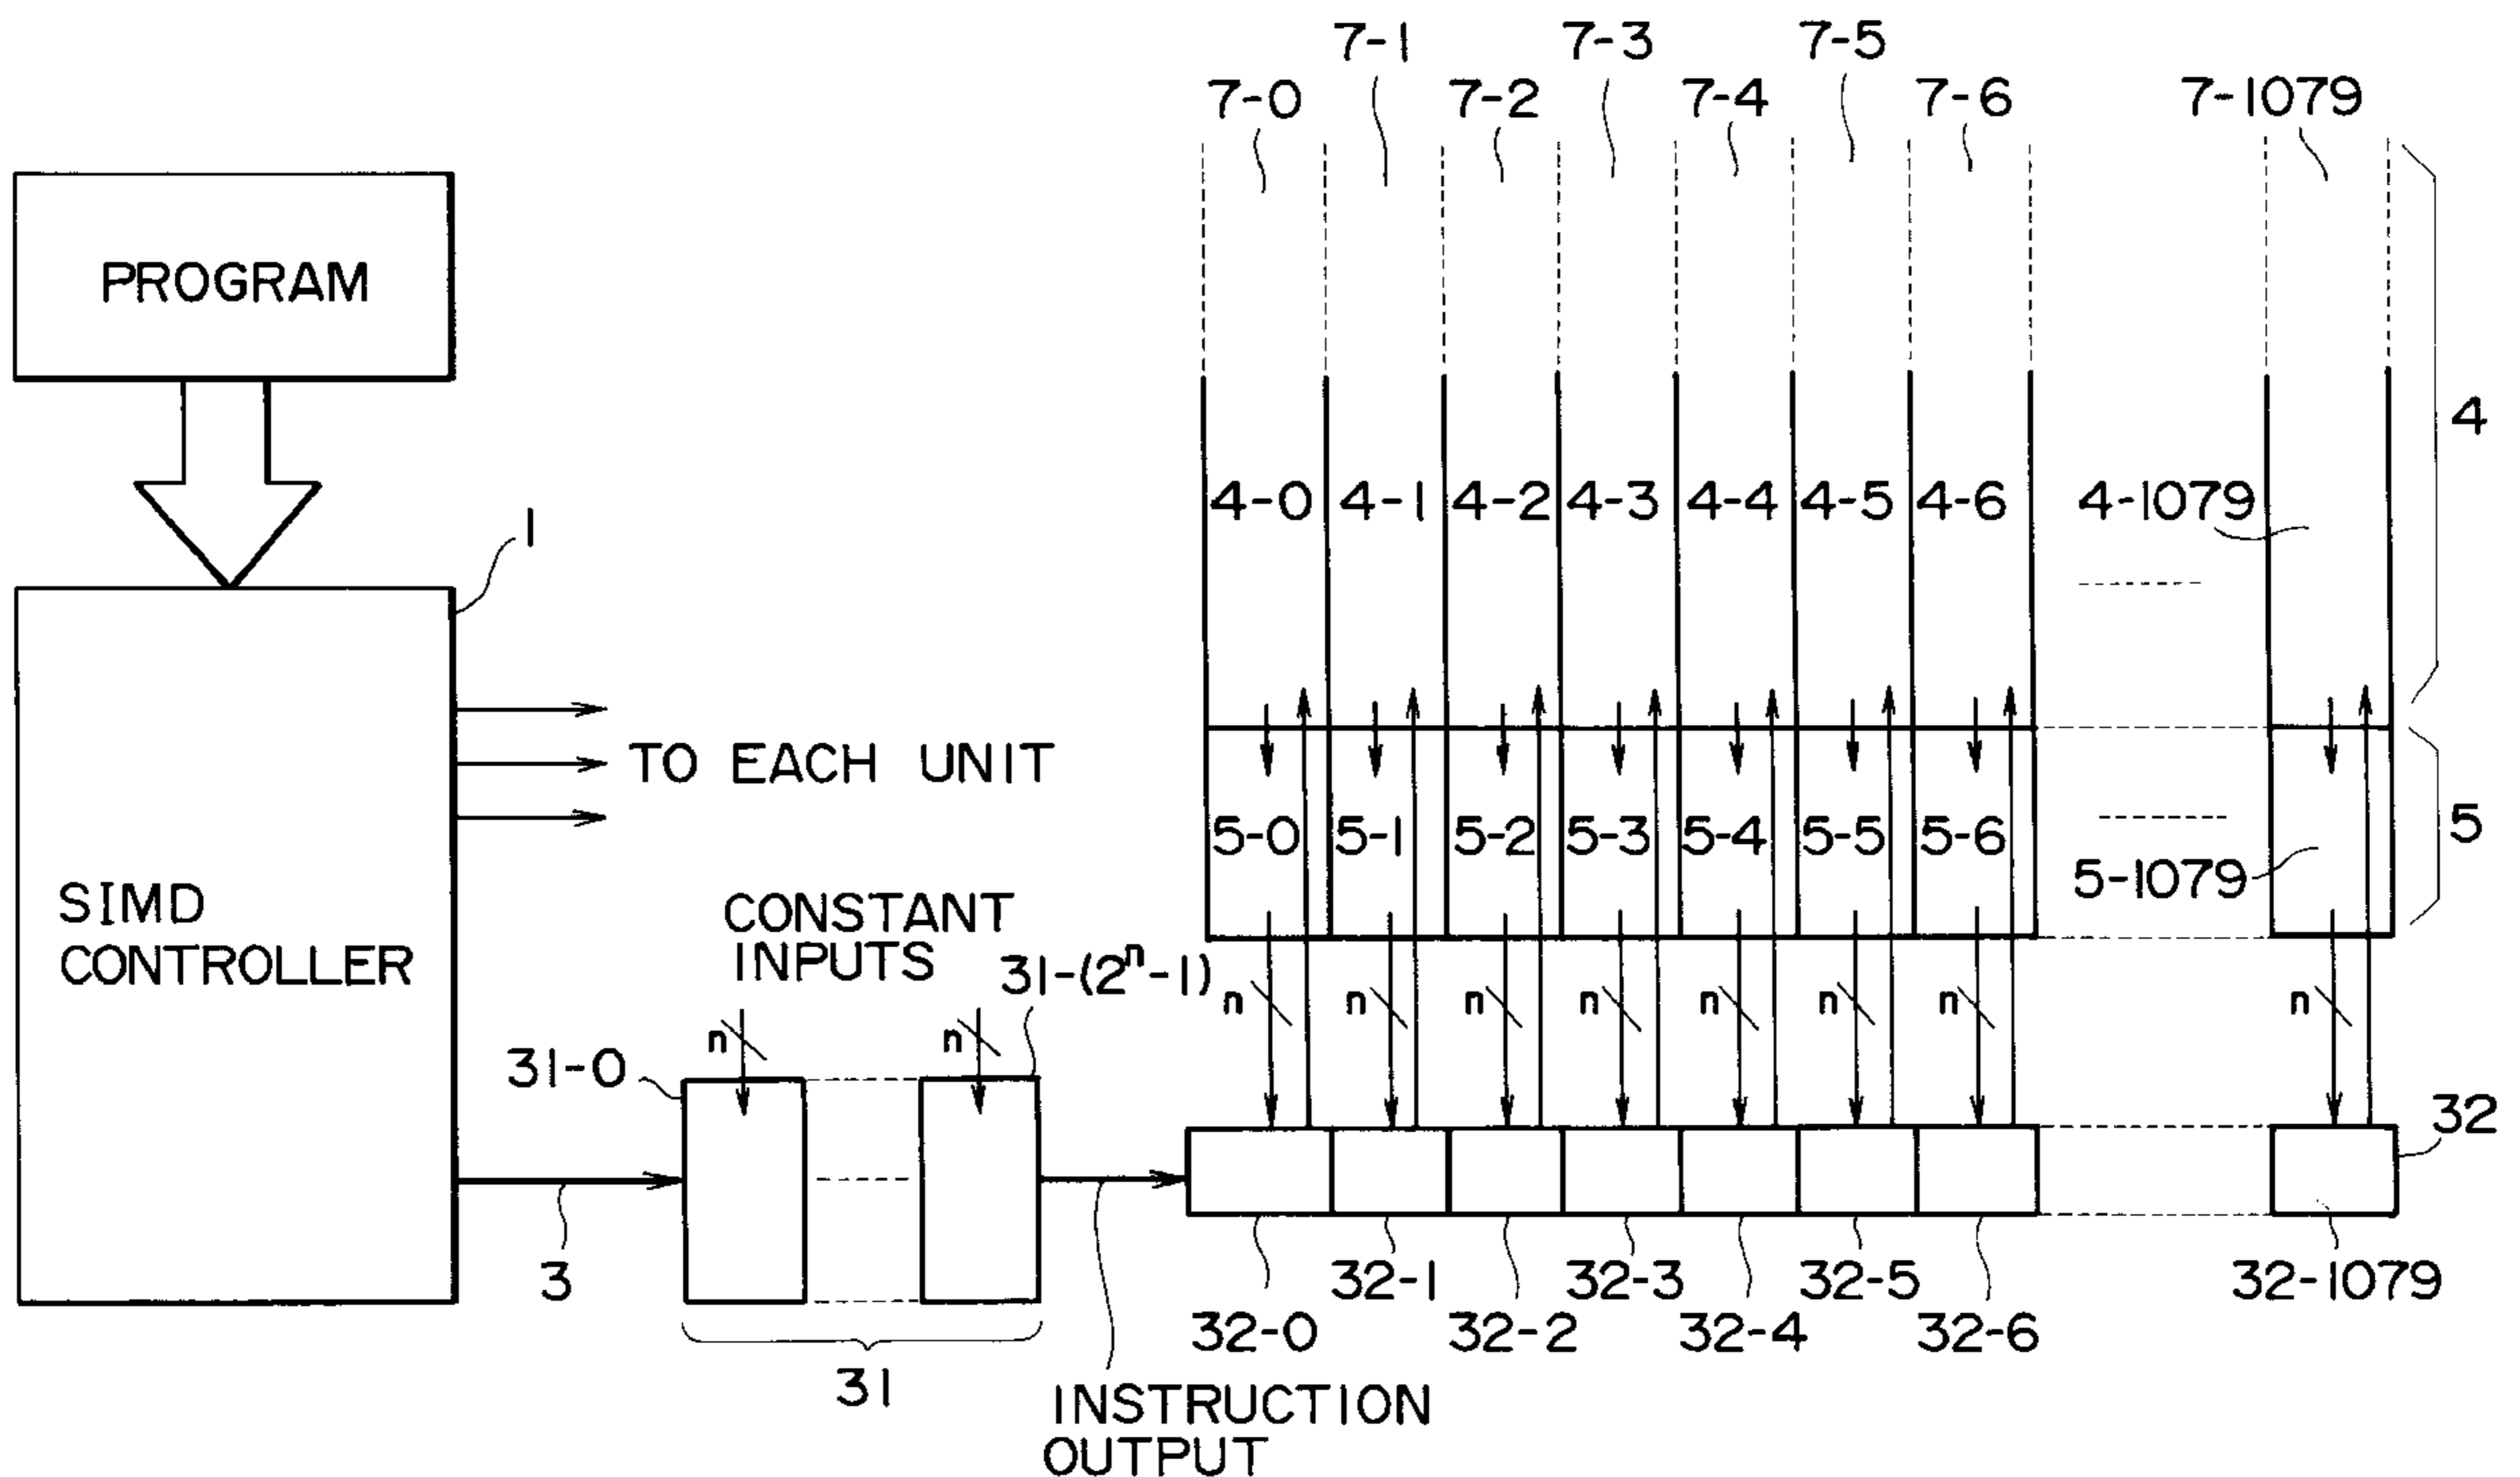 7-1 7-3 7-5
7-0 7-2 7-4 7-6 7-1079
PROGRAM
4
4-0 4-1 4-2 4-3 4-4 4-5 4-6 4-1079
1
TO EACH UNIT
5-0 5-1 5-2 5-3 5-4 5-5 5-6 5
5-1079
SIMD
CONTROLLER
CONSTANT
INPUTS
31-(2ⁿ-1)
n n n n n n n n
n n
31-0
32
3
32-1 32-3 32-5 32-1079
32-0 32-2 32-4 32-6
31
INSTRUCTION
OUTPUT